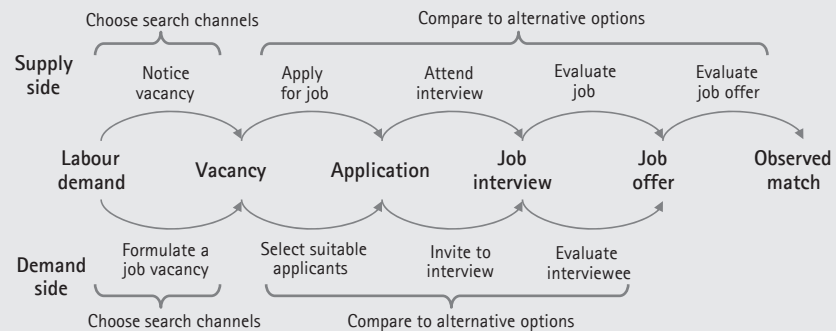 Choose search channels
Compare to alternative options
Supply
side
Notice
vacancy
Apply
for job
Attend
interview
Evaluate
job
Evaluate
job offer
Labour
demand
Vacancy
Application
Job
interview
Job
offer
Observed
match
Demand
side
Formulate a
job vacancy
Select suitable
applicants
Invite to
interview
Evaluate
interviewee
Choose search channels
Compare to alternative options